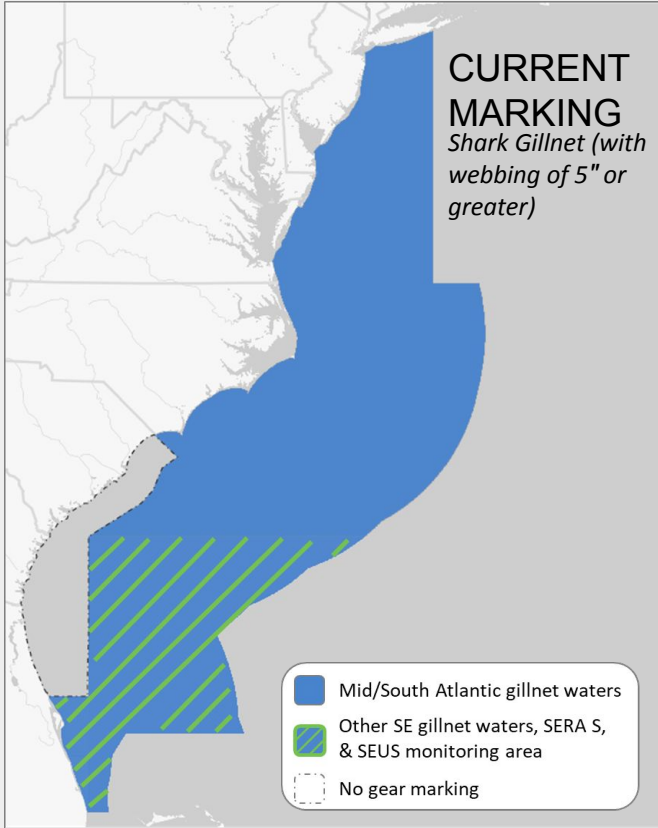 CURRENT
MARKING
Shark Gillnet (with
webbing of 5" or
greater)
Mid/South Atlantic gillnet waters
Other SE gillnet waters, SERA S,
& SEUS monitoring area
No gear marking